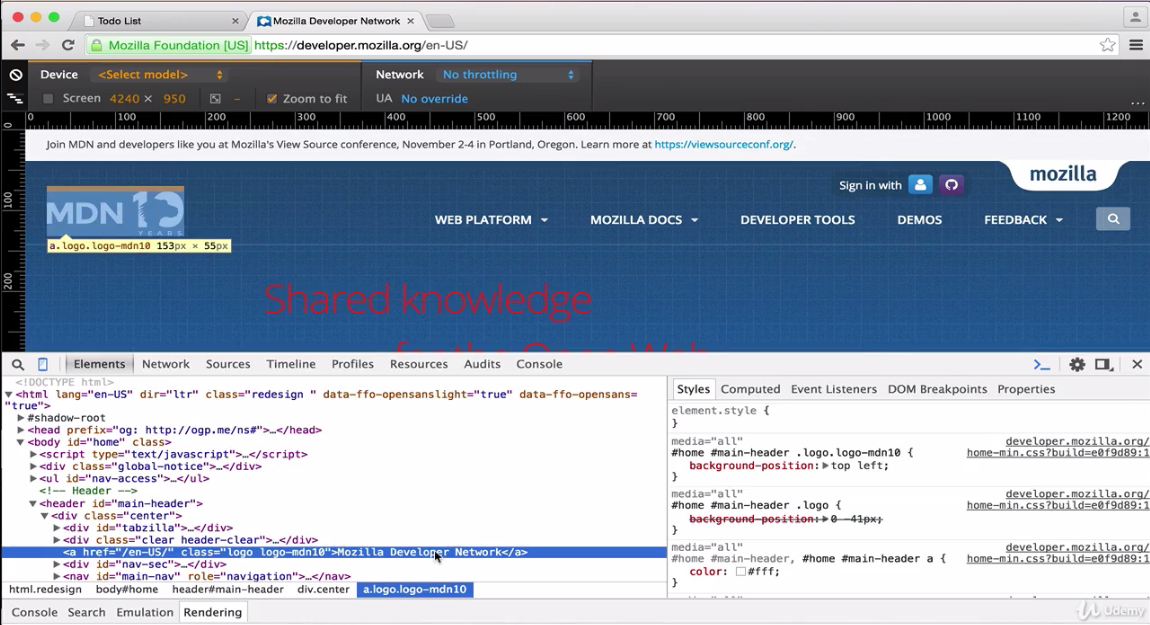 Todo List
Mozilla Developer Network
Mozilla Foundation [US] https://developer.mozilla.org/en-US/
Device <Select model> Network No throttling
Screen 4240 × 950 – Zoom to fit UA No override
...
0 100 200 300 400 500 600 700 800 900 1000 1100 1200
0
100
200
Join MDN and developers like you at Mozilla's View Source conference, November 2-4 in Portland, Oregon. Learn more at https://viewsourceconf.org/.
mozilla
Sign in with
MDN 10
YEARS
WEB PLATFORM MOZILLA DOCS DEVELOPER TOOLS DEMOS FEEDBACK
a.logo.logo-mdn10 153px × 55px
Shared knowledge
for the Open Web
Elements Network Sources Timeline Profiles Resources Audits Console
<!DOCTYPE html>
<html lang="en-US" dir="ltr" class="redesign " data-ffo-opensanslight="true" data-ffo-opensans=
"true">
#shadow-root
<head prefix="og: http://ogp.me/ns#">…</head>
<body id="home" class>
<script type="text/javascript">…</script>
<div class="global-notice">…</div>
<ul id="nav-access">…</ul>
<!-- Header -->
<header id="main-header">
<div class="center">
<div id="tabzilla">…</div>
<div class="clear header-clear">…</div>
<a href="/en-US/" class="logo logo-mdn10">Mozilla Developer Network</a>
<div id="nav-sec">…</div>
<nav id="main-nav" role="navigation">…</nav>
html.redesign body#home header#main-header div.center a.logo.logo-mdn10
Styles Computed Event Listeners DOM Breakpoints Properties
element.style {
}
media="all" developer.mozilla.org/
#home #main-header .logo.logo-mdn10 { home-min.css?build=e0f9d89:1
background-position: top left;
}
media="all" developer.mozilla.org/
#home #main-header .logo { home-min.css?build=e0f9d89:1
background-position: 0 -41px;
}
media="all" developer.mozilla.org/
#home #main-header, #home #main-header a { home-min.css?build=e0f9d89:1
color: #fff;
}
Console Search Emulation Rendering
Udemy